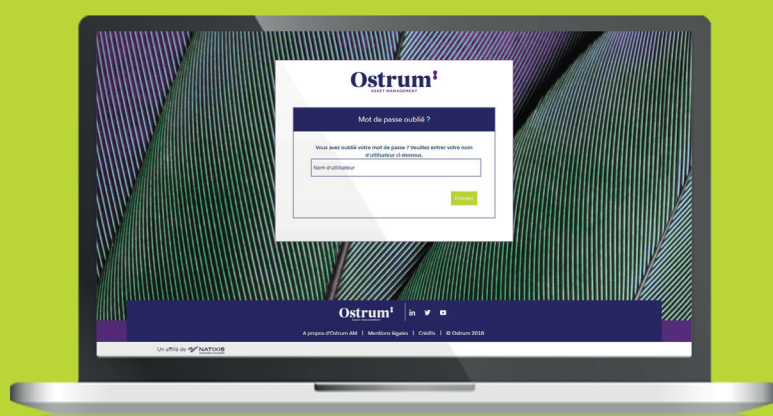 Ostrum
ASSET MANAGEMENT
Mot de passe oublié ?
Vous avez oublié votre mot de passe ? Veuillez entrer votre nom
d'utilisateur ci-dessous.
Nom d'utilisateur
Envoyer
Ostrum
ASSET MANAGEMENT
in
A propos d'Ostrum AM | Mentions légales | Crédits | © Ostrum 2018
Un affilié de NATIXIS